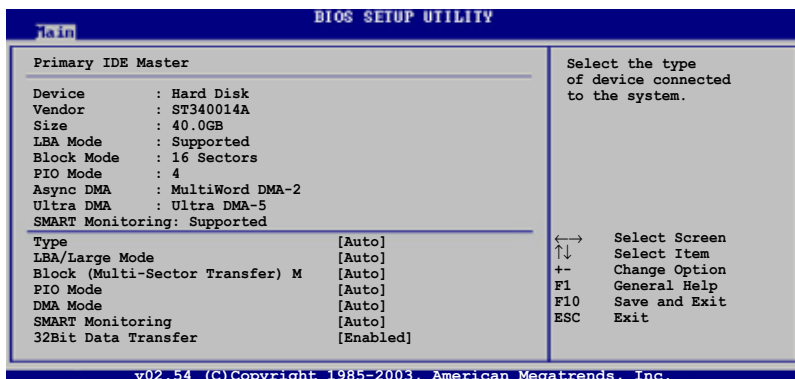 BIOS SETUP UTILITY
Main
Primary IDE Master
Device : Hard Disk
Vendor : ST340014A
Size : 40.0GB
LBA Mode : Supported
Block Mode : 16 Sectors
PIO Mode : 4
Async DMA : MultiWord DMA-2
Ultra DMA : Ultra DMA-5
SMART Monitoring: Supported
Type [Auto]
LBA/Large Mode [Auto]
Block (Multi-Sector Transfer) M [Auto]
PIO Mode [Auto]
DMA Mode [Auto]
SMART Monitoring [Auto]
32Bit Data Transfer [Enabled]
Select the type
of device connected
to the system.
←→ Select Screen
↑↓ Select Item
+- Change Option
F1 General Help
F10 Save and Exit
ESC Exit
v02.54 (C)Copyright 1985-2003, American Megatrends, Inc.